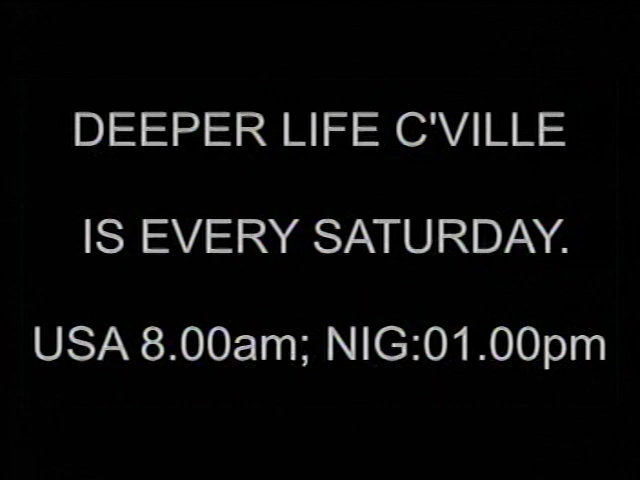 DEEPER LIFE C'VILLE
IS EVERY SATURDAY.
USA 8.00am; NIG:01.00pm